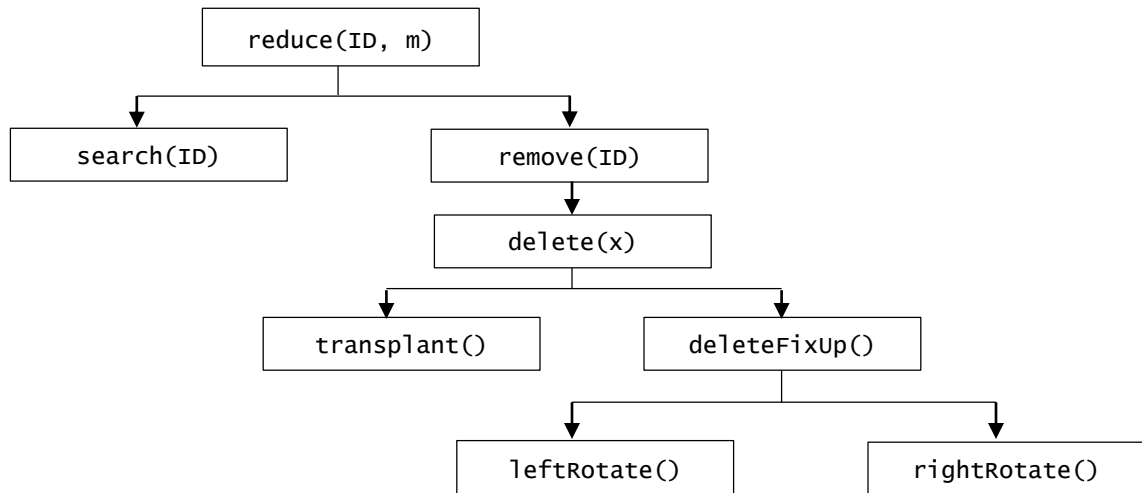 reduce(ID, m)
search(ID)
remove(ID)
delete(x)
transplant()
deleteFixUp()
leftRotate()
rightRotate()